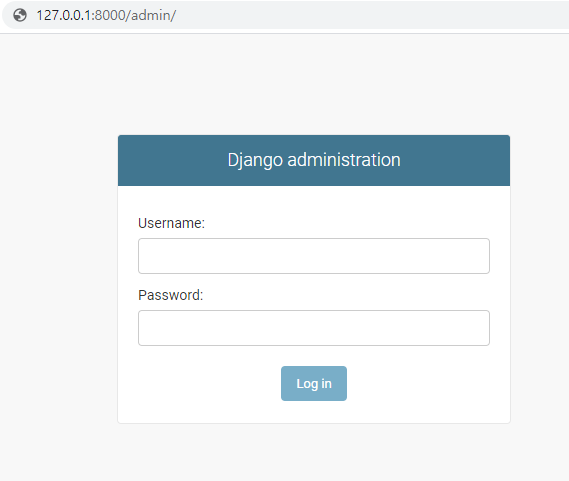 127.0.0.1:8000/admin/
Django administration
Username:
Password:
Log in